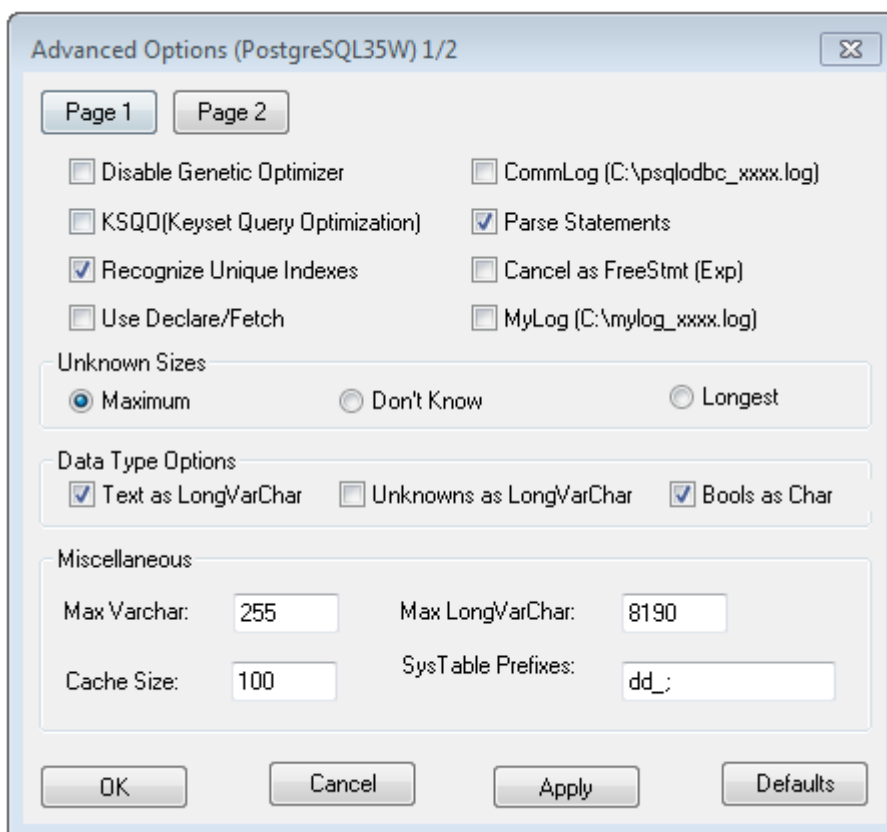 Advanced Options (PostgreSQL35W) 1/2
Page 1 Page 2
Disable Genetic Optimizer CommLog (C:\psqlodbc_xxxx.log)
KSQO(Keyset Query Optimization) Parse Statements
Recognize Unique Indexes Cancel as FreeStmt (Exp)
Use Declare/Fetch MyLog (C:\mylog_xxxx.log)
Unknown Sizes
Maximum Don't Know Longest
Data Type Options
Text as LongVarChar Unknowns as LongVarChar Bools as Char
Miscellaneous
Max Varchar: 255 Max LongVarChar: 8190
Cache Size: 100 SysTable Prefixes: dd_;
OK Cancel Apply Defaults